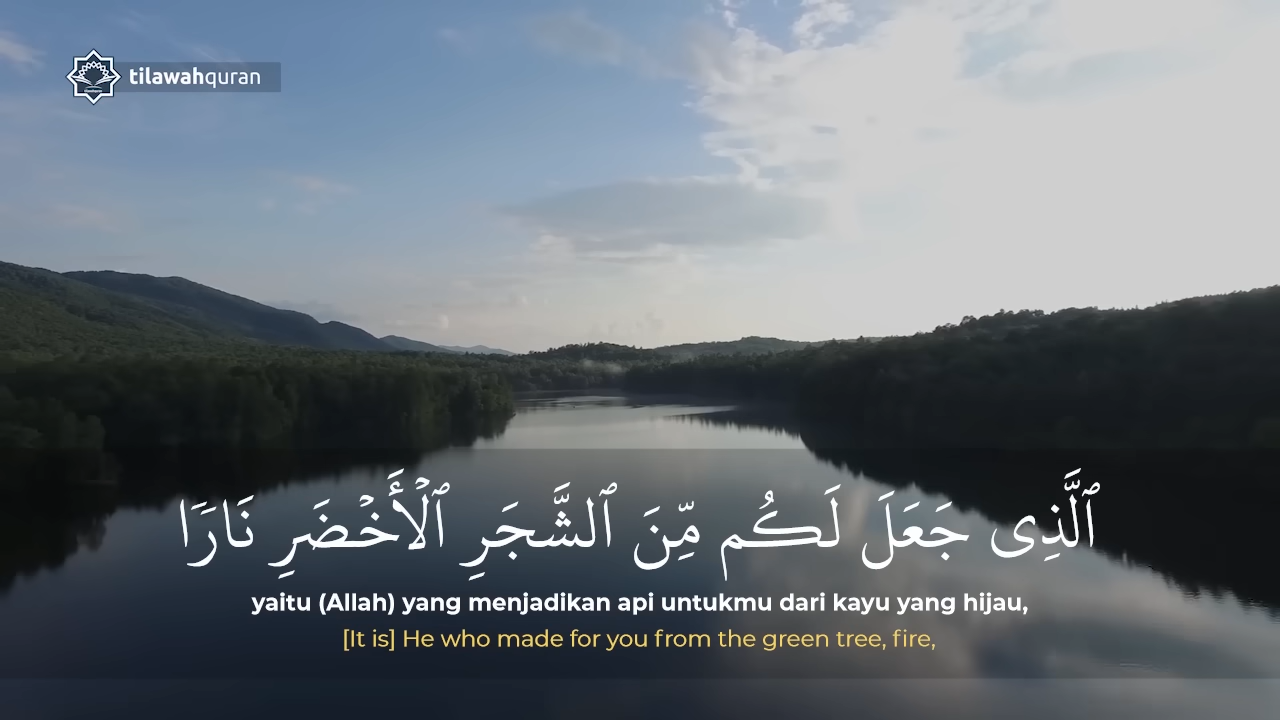 tilawahquran
ٱلَّذِى جَعَلَ لَكُم مِّنَ ٱلشَّجَرِ ٱلْأَخْضَرِ نَارًا
yaitu (Allah) yang menjadikan api untukmu dari kayu yang hijau,
[It is] He who made for you from the green tree, fire,